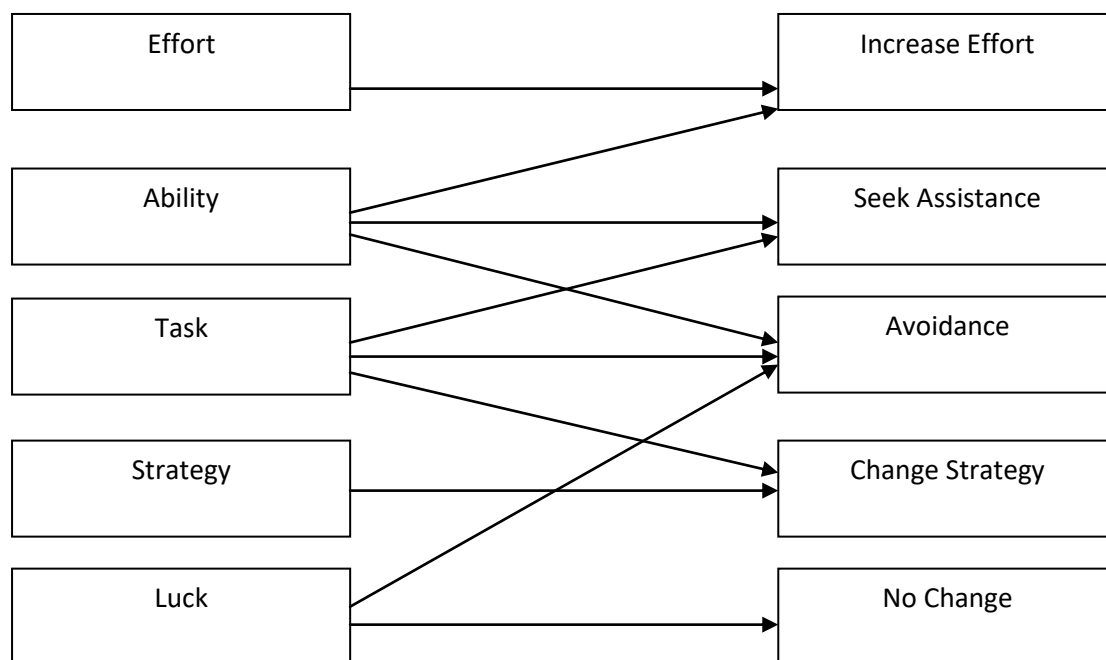 Effort
Increase Effort
Ability
Seek Assistance
Task
Avoidance
Strategy
Change Strategy
Luck
No Change